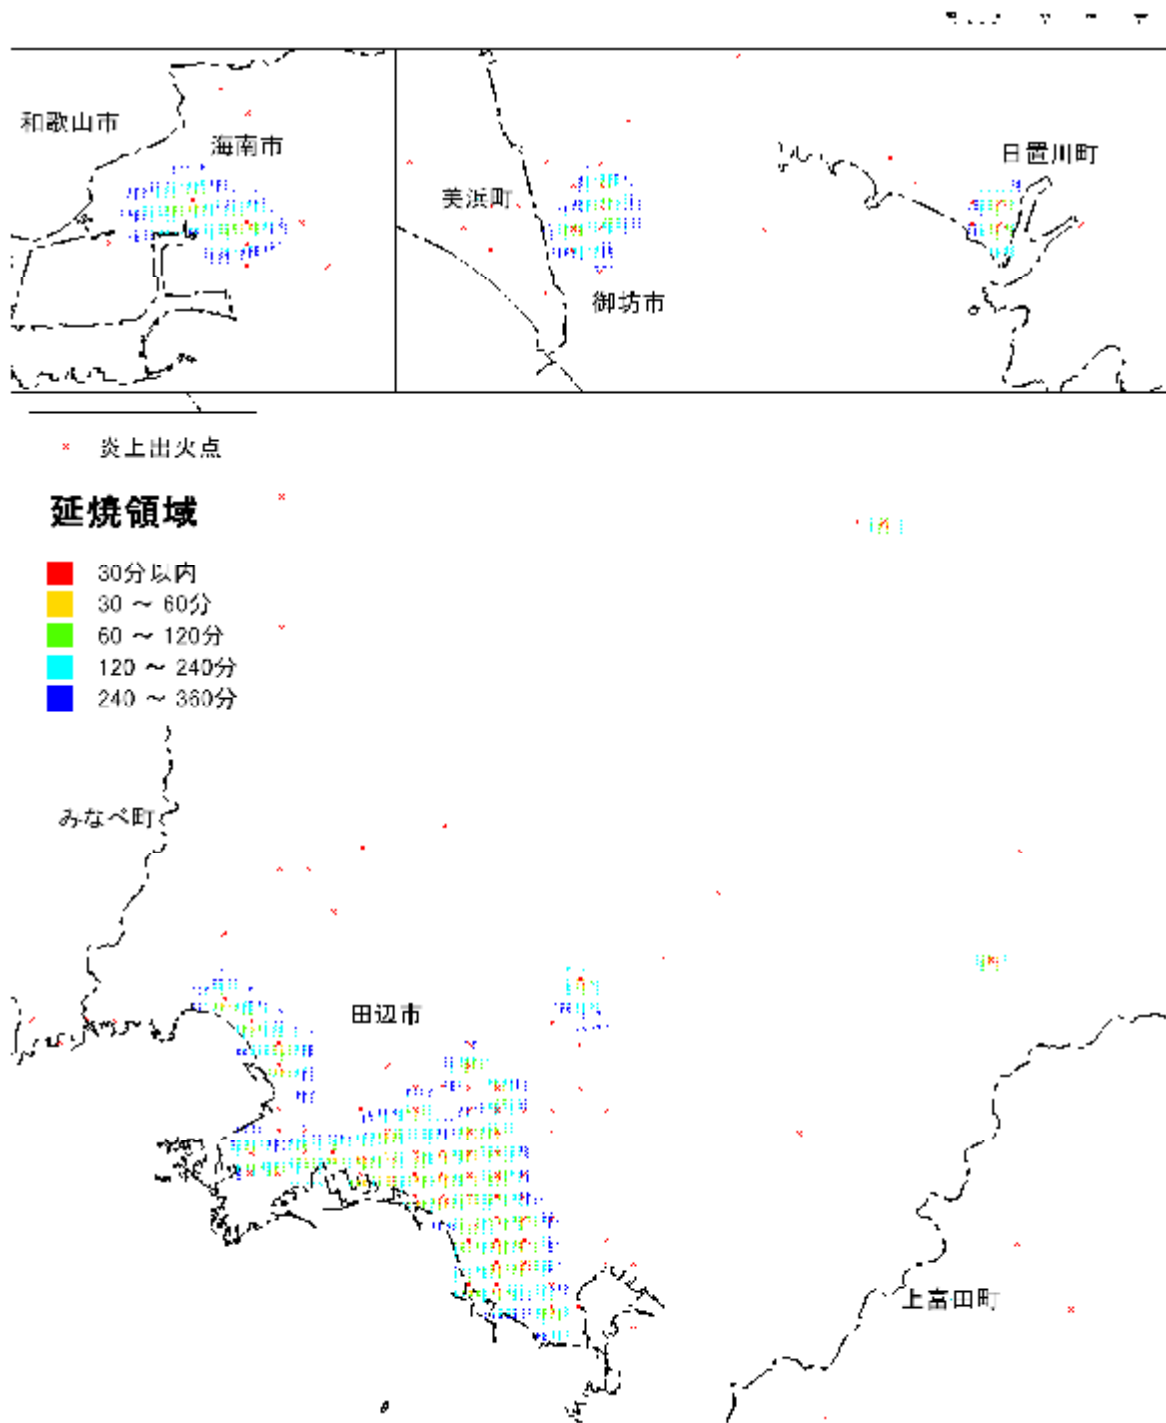 和歌山市
海南市
美浜町
御坊市
日置川町
炎上出火点
延焼領域
30分以内
30 ～ 60分
60 ～ 120分
120 ～ 240分
240 ～ 360分
みなべ町
田辺市
上富田町